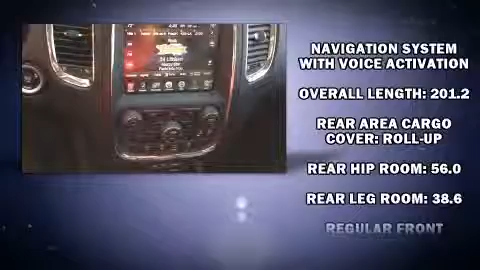 NAVIGATION SYSTEM
WITH VOICE ACTIVATION
OVERALL LENGTH: 201.2
REAR AREA CARGO
COVER: ROLL-UP
REAR HIP ROOM: 56.0
REAR LEG ROOM: 38.6
REGULAR FRONT